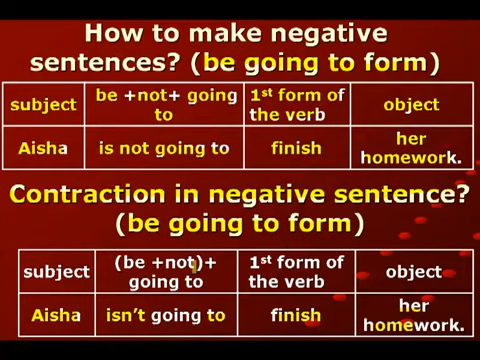 How to make negative
sentences? (be going to form)
subject
be +not+ going
to
1st form of
the verb
object
Aisha
is not going to
finish
her
homework.
Contraction in negative sentence?
(be going to form)
subject
(be +not)+
going to
1st form of
the verb
object
Aisha
isn’t going to
finish
her
homework.